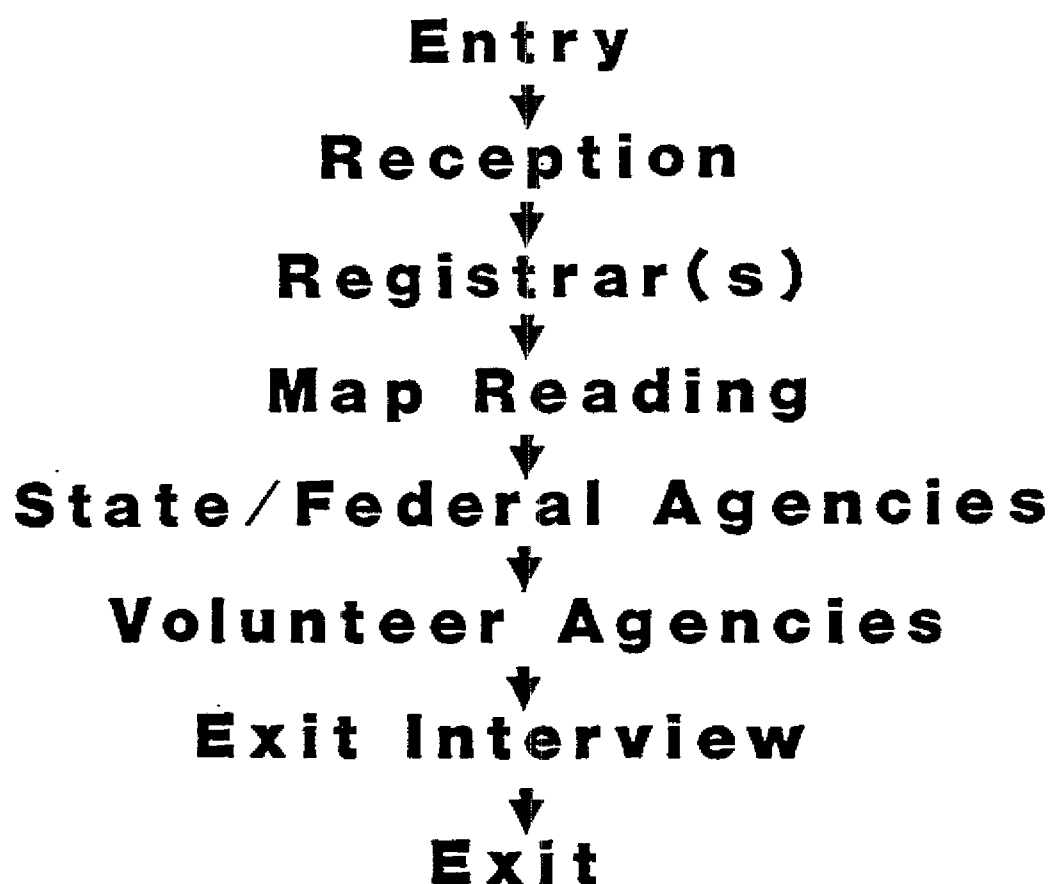 Entry
Reception
Registrar(s)
Map Reading
State/Federal Agencies
Volunteer Agencies
Exit Interview
Exit